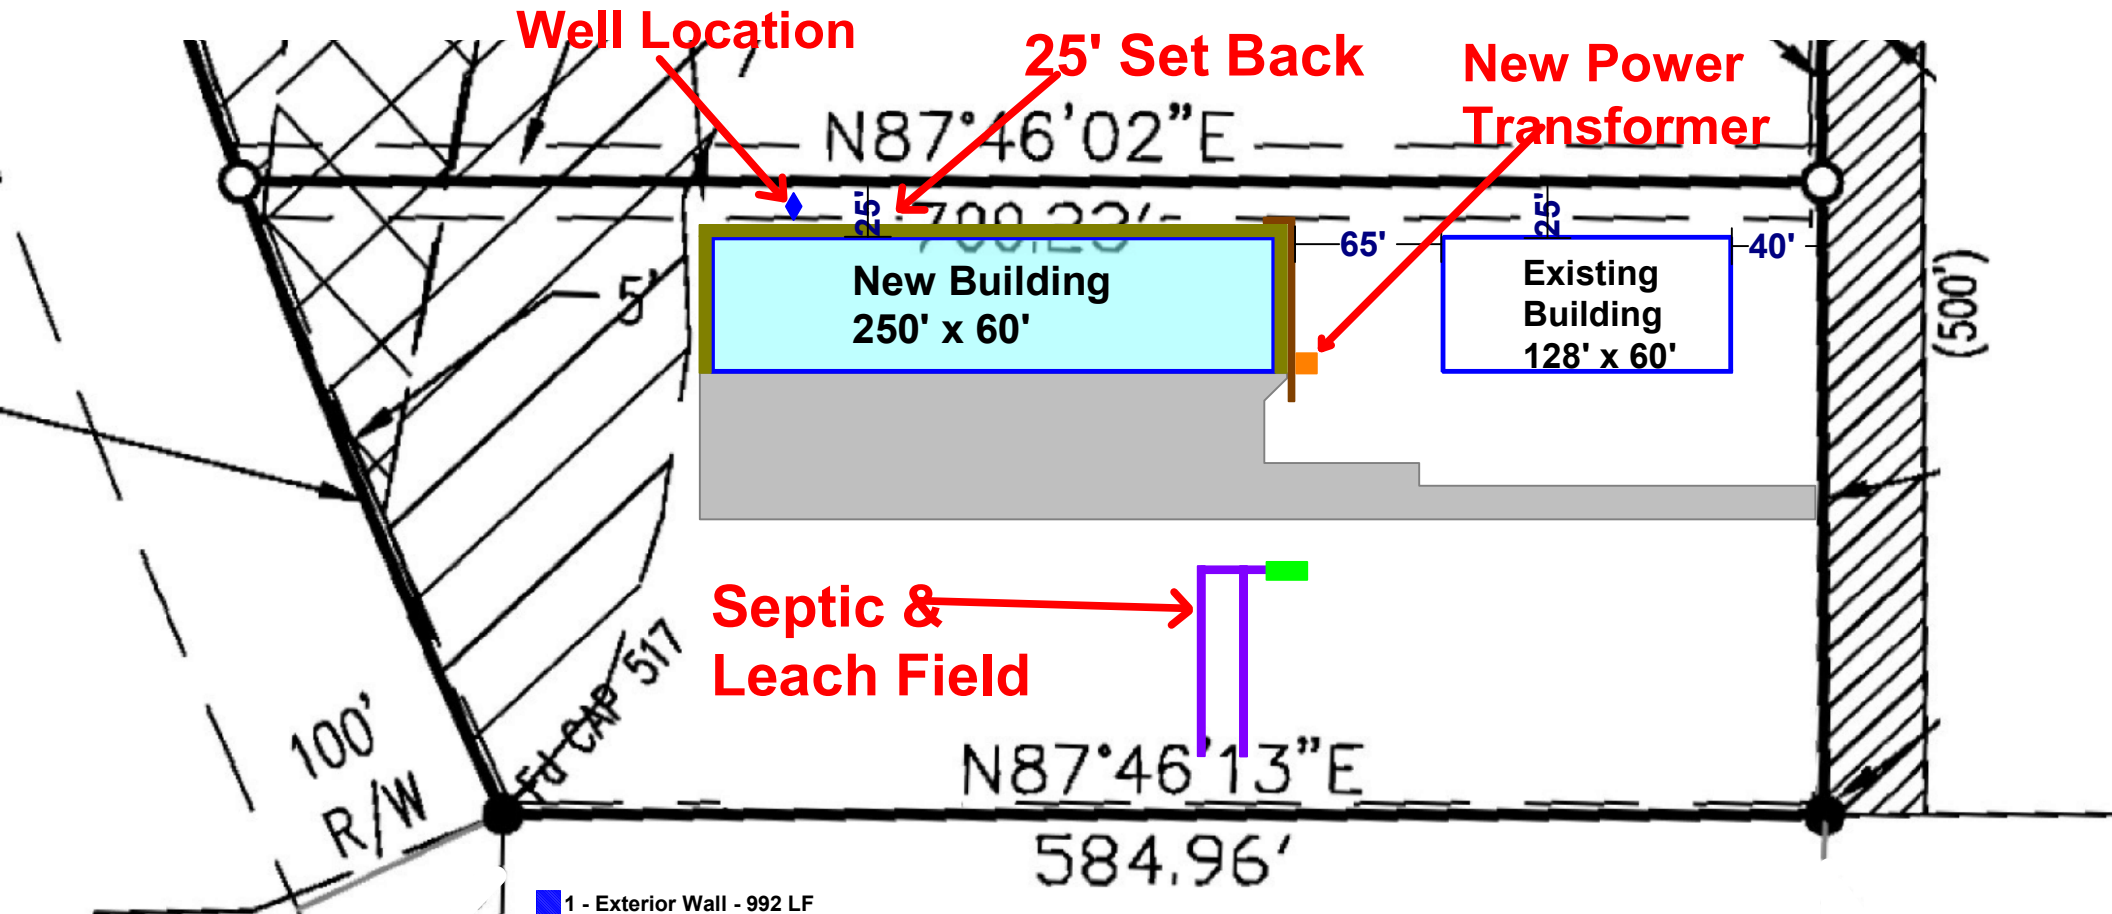 Well Location
25' Set Back
New Power
Transformer
N87°46'02"E
700.23'
25'
25'
65'
40'
New Building
250' x 60'
Existing
Building
128' x 60'
5'
(500')
Septic &
Leach Field
Fd CAP 517
100'
R/W
N87°46'13"E
584.96'
1 - Exterior Wall - 992 LF